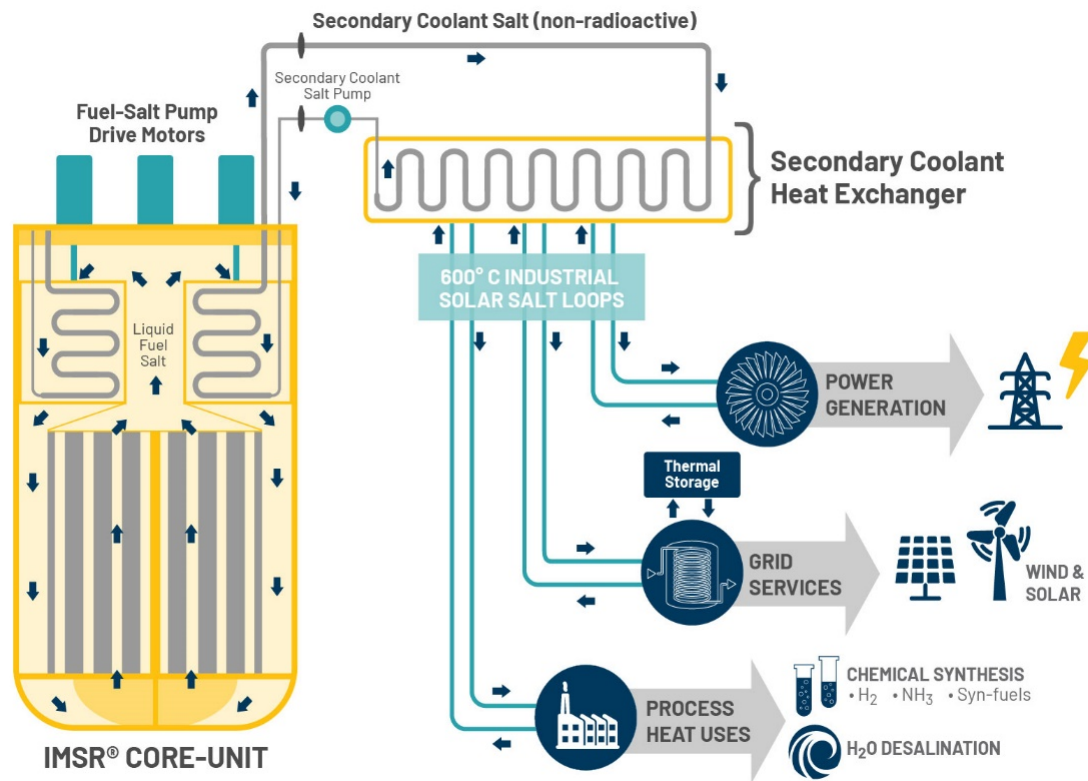 Secondary Coolant Salt (non-radioactive)
Secondary Coolant
Salt Pump
Fuel-Salt Pump
Drive Motors
Secondary Coolant
Heat Exchanger
600° C INDUSTRIAL
SOLAR SALT LOOPS
Liquid
Fuel
Salt
POWER
GENERATION
Thermal
Storage
GRID
SERVICES
WIND &
SOLAR
PROCESS
HEAT USES
CHEMICAL SYNTHESIS
• H₂ • NH₃ • Syn-fuels
H₂O DESALINATION
IMSR® CORE-UNIT